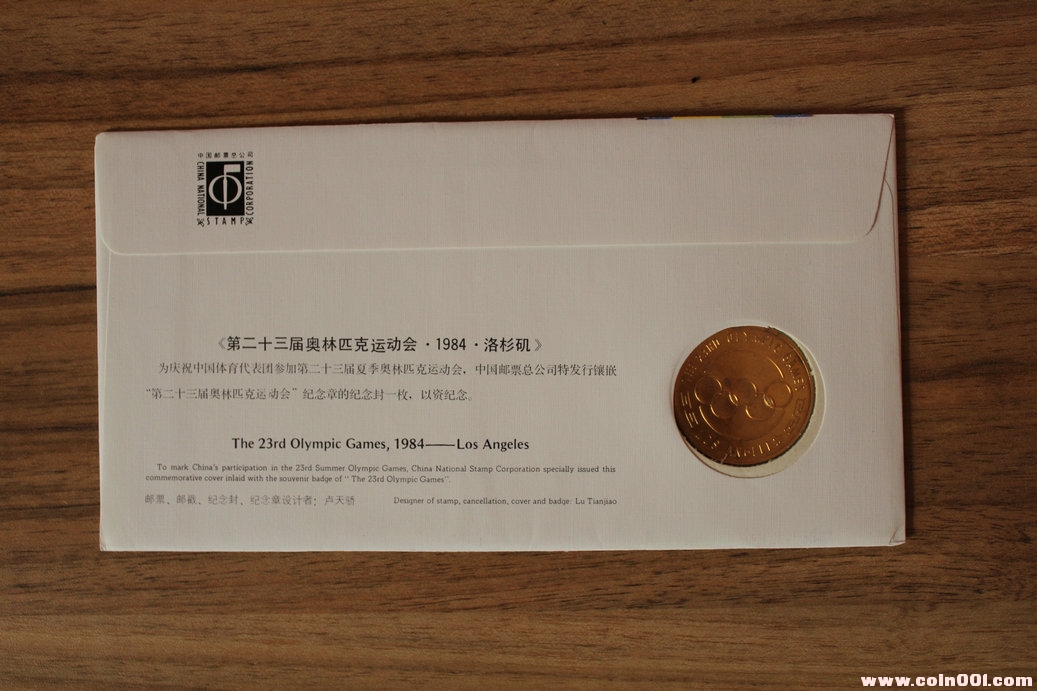 中国邮票总公司
CHINA NATIONAL
STAMP
CORPORATION
《第二十三届奥林匹克运动会·1984·洛杉矶》
为庆祝中国体育代表团参加第二十三届夏季奥林匹克运动会，中国邮票总公司特发行镶嵌
“第二十三届奥林匹克运动会”纪念章的纪念封一枚，以资纪念。
The 23rd Olympic Games, 1984——Los Angeles
To mark China's participation in the 23rd Summer Olympic Games, China National Stamp Corporation specially issued this
commemorative cover inlaid with the souvenir badge of "The 23rd Olympic Games".
邮票、邮戳、纪念封、纪念章设计者：卢天骄 Designer of stamp, cancellation, cover and badge: Lu Tianjiao
23RD OLYMPIC GAMES
www.coin001.com